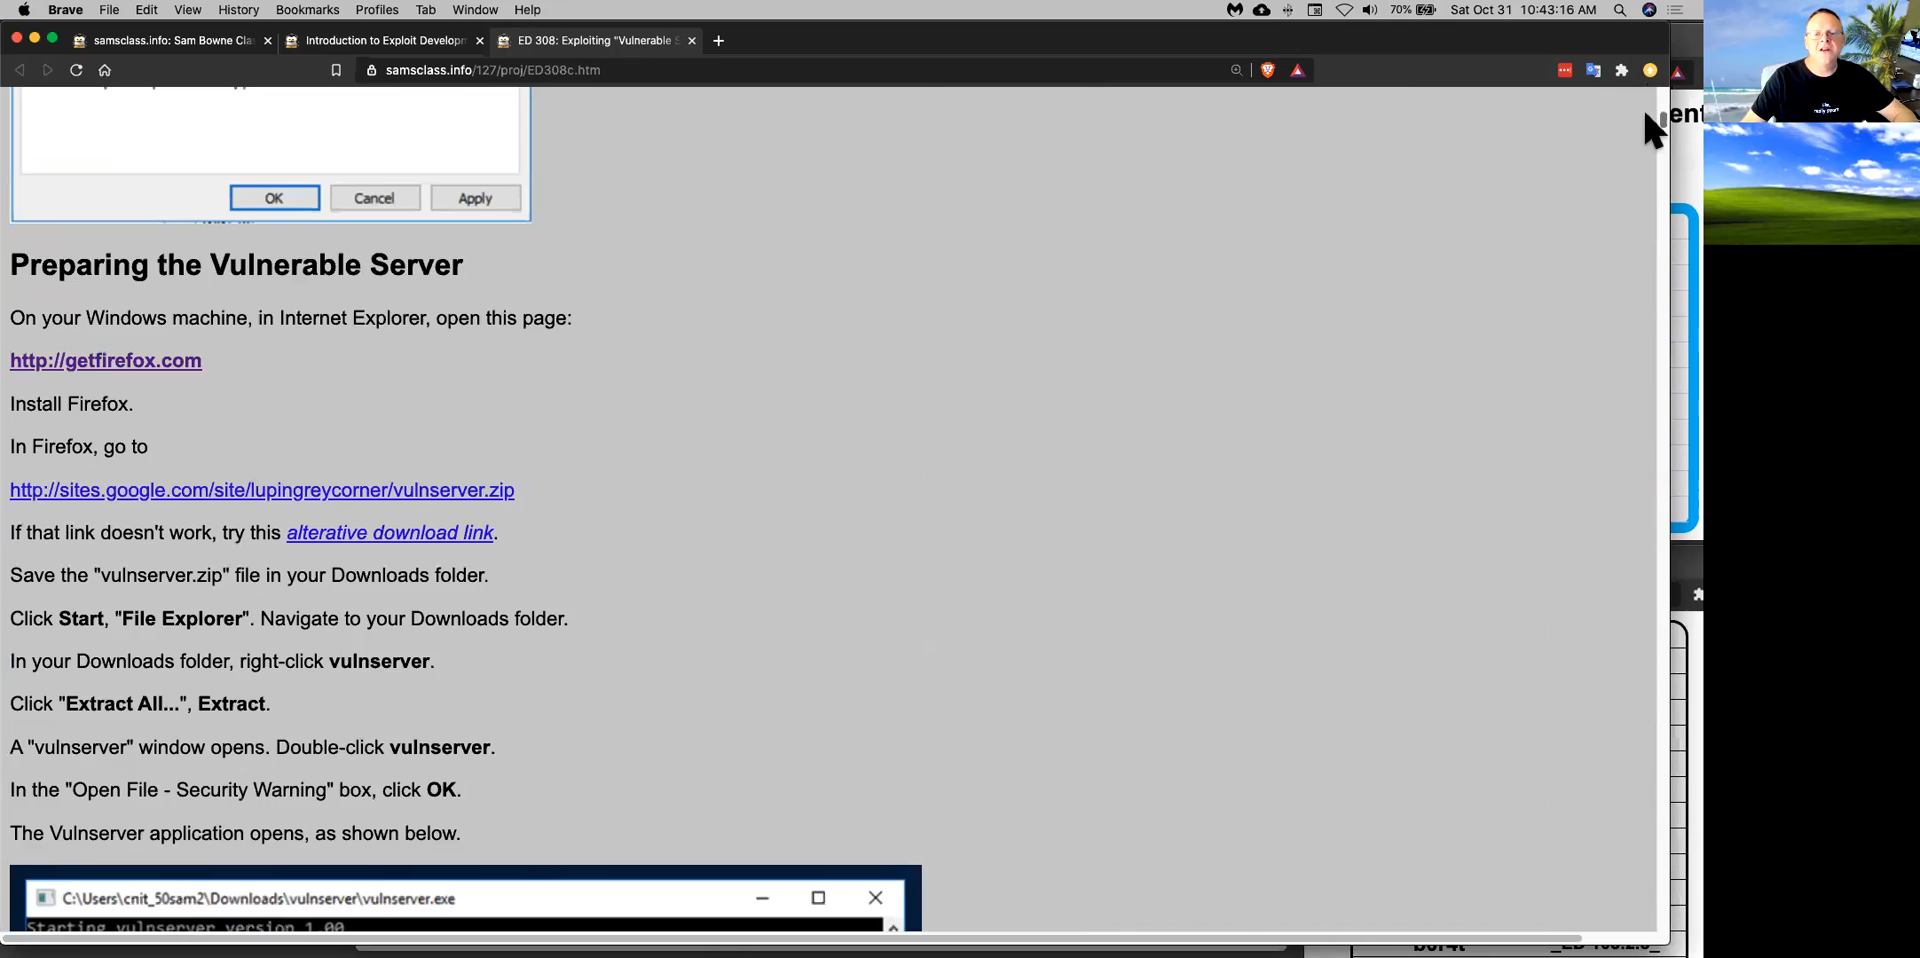 Brave File Edit View History Bookmarks Profiles Tab Window Help 70% Sat Oct 31 10:43:16 AM
samsclass.info: Sam Bowne Cla Introduction to Exploit Developm ED 308: Exploiting "Vulnerable S
samsclass.info/127/proj/ED308c.htm
OK Cancel Apply
Preparing the Vulnerable Server
On your Windows machine, in Internet Explorer, open this page:
http://getfirefox.com
Install Firefox.
In Firefox, go to
http://sites.google.com/site/lupingreycorner/vulnserver.zip
If that link doesn't work, try this alterative download link.
Save the "vulnserver.zip" file in your Downloads folder.
Click Start, "File Explorer". Navigate to your Downloads folder.
In your Downloads folder, right-click vulnserver.
Click "Extract All...", Extract.
A "vulnserver" window opens. Double-click vulnserver.
In the "Open File - Security Warning" box, click OK.
The Vulnserver application opens, as shown below.
C:\Users\cnit_50sam2\Downloads\vulnserver\vulnserver.exe
Starting vulnserver version 1.00